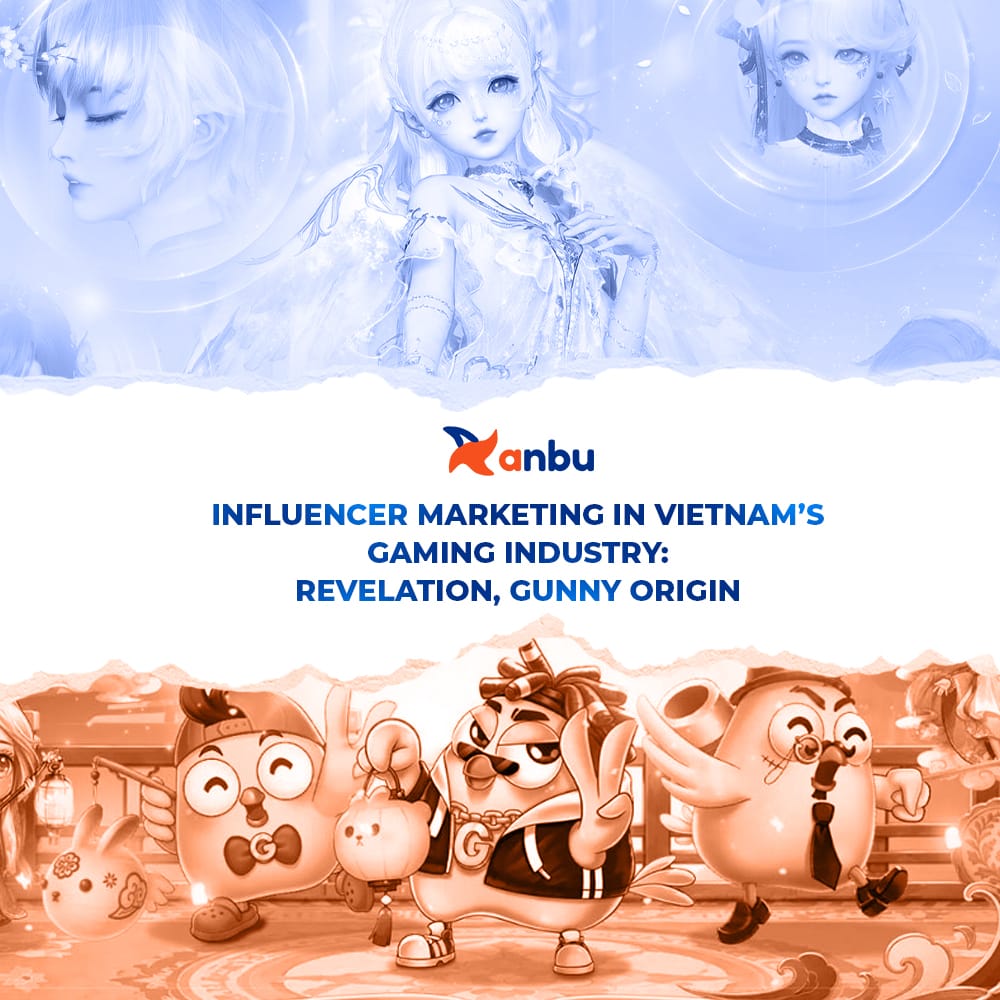 anbu
INFLUENCER MARKETING IN VIETNAM’S
GAMING INDUSTRY:
REVELATION, GUNNY ORIGIN
G
G